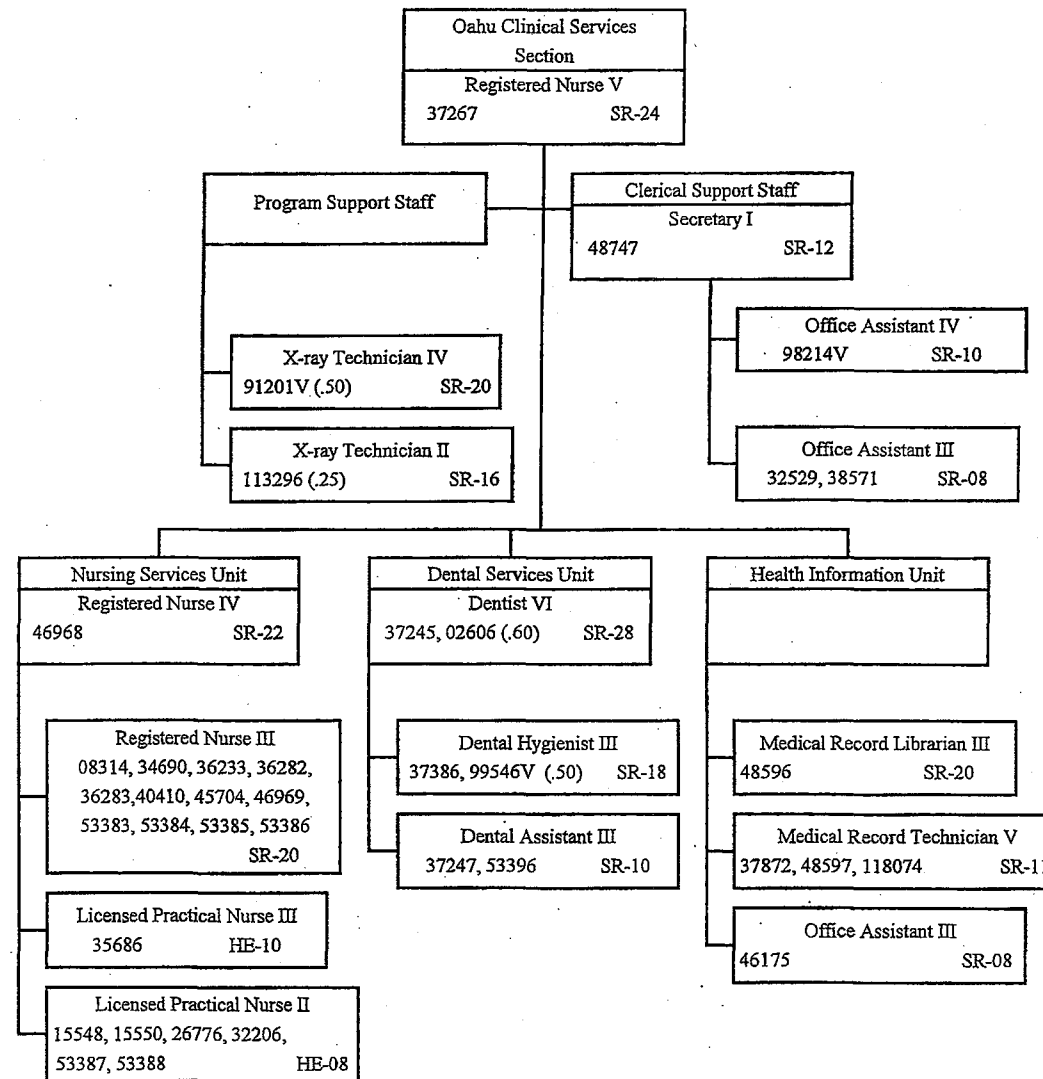 Oahu Clinical Services
Section
Registered Nurse V
37267 SR-24
Program Support Staff
Clerical Support Staff
Secretary I
48747 SR-12
X-ray Technician IV
91201V (.50) SR-20
X-ray Technician II
113296 (.25) SR-16
Office Assistant IV
98214V SR-10
Office Assistant III
32529, 38571 SR-08
Nursing Services Unit
Registered Nurse IV
46968 SR-22
Registered Nurse III
08314, 34690, 36233, 36282,
36283,40410, 45704, 46969,
53383, 53384, 53385, 53386
SR-20
Licensed Practical Nurse III
35686 HE-10
Licensed Practical Nurse II
15548, 15550, 26776, 32206,
53387, 53388 HE-08
Dental Services Unit
Dentist VI
37245, 02606 (.60) SR-28
Dental Hygienist III
37386, 99546V (.50) SR-18
Dental Assistant III
37247, 53396 SR-10
Health Information Unit
Medical Record Librarian III
48596 SR-20
Medical Record Technician V
37872, 48597, 118074
Office Assistant III
46175 SR-08